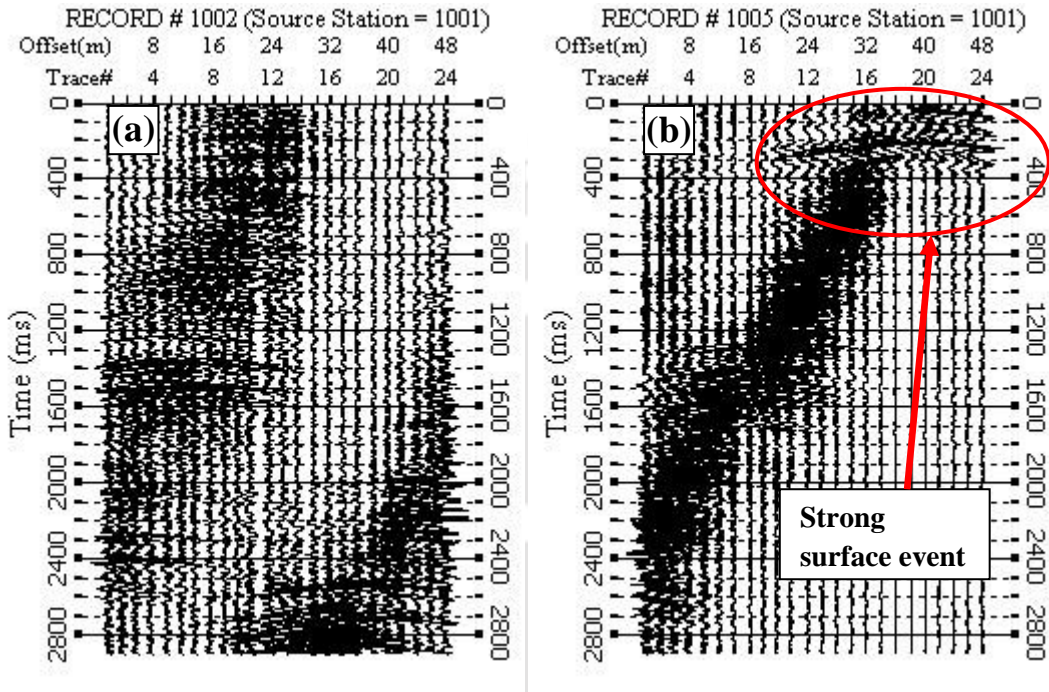 RECORD # 1002 (Source Station = 1001)
Offset(m) 8 16 24 32 40 48
Trace# 4 8 12 16 20 24
(a)
0 0
400 400
800 800
1200 1200
1600 1600
2000 2000
2400 2400
2800 2800
Time (ms)
RECORD # 1005 (Source Station = 1001)
Offset(m) 8 16 24 32 40 48
Trace# 4 8 12 16 20 24
(b)
0 0
400 400
800 800
1200 1200
1600 1600
2000 2000
2400 2400
2800 2800
Time (ms)
Strong
surface event